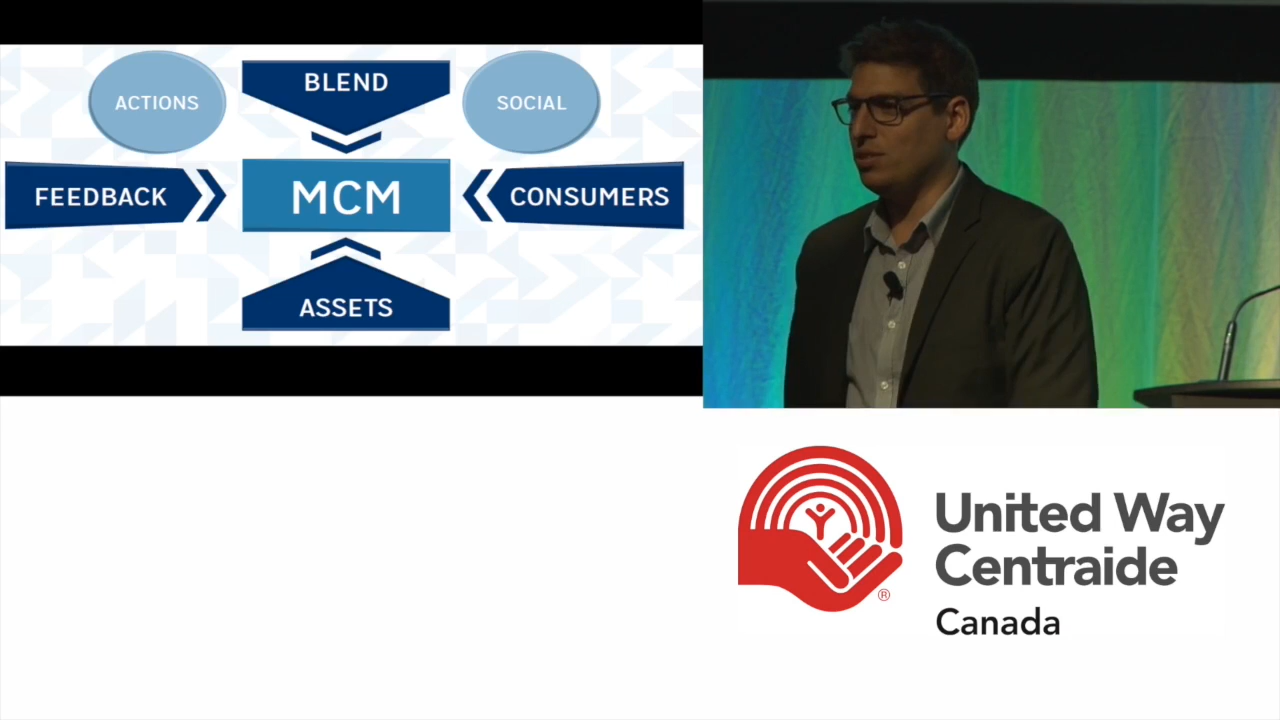 ACTIONS
BLEND
SOCIAL
FEEDBACK
MCM
CONSUMERS
ASSETS
United Way
Centraide
Canada
®